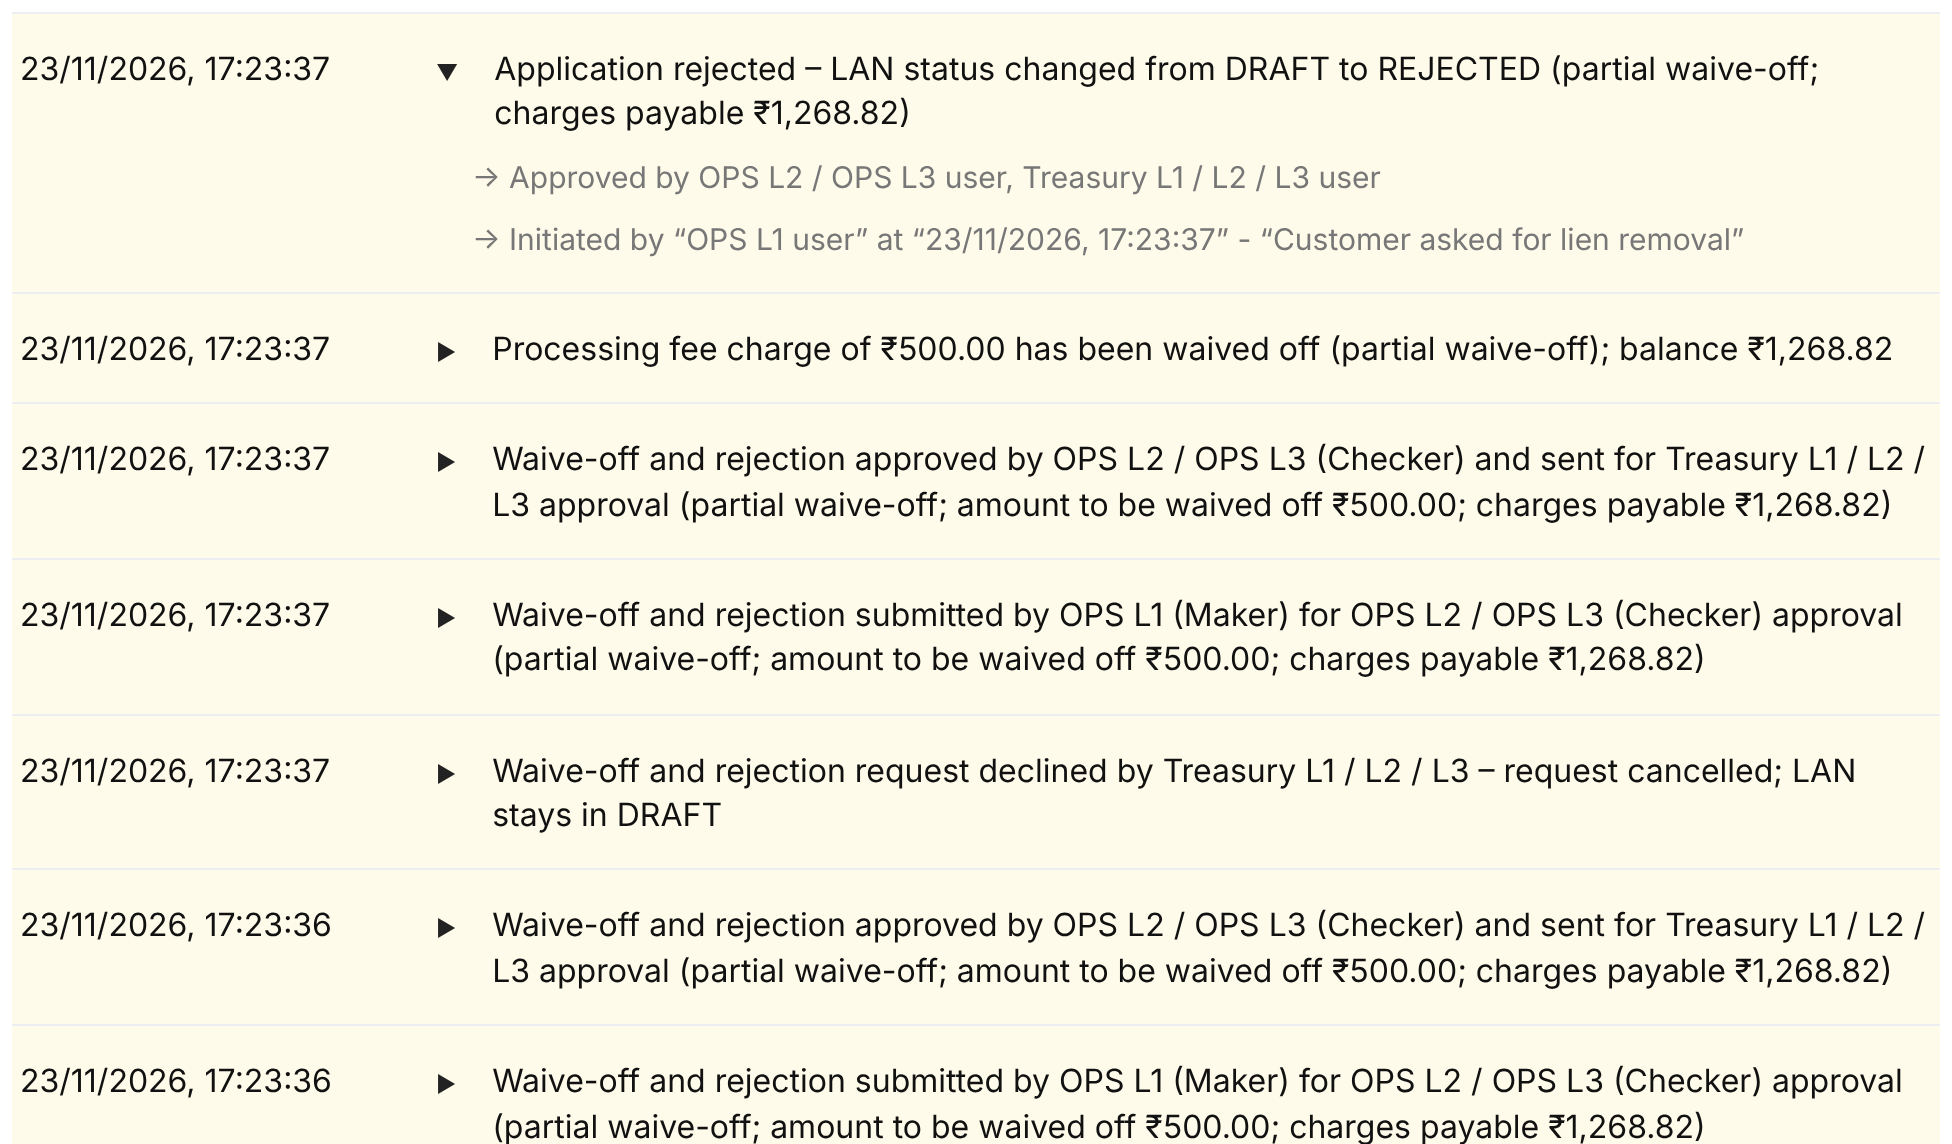 23/11/2026, 17:23:37 ▼ Application rejected – LAN status changed from DRAFT to REJECTED (partial waive-off;
charges payable ₹1,268.82)
→ Approved by OPS L2 / OPS L3 user, Treasury L1 / L2 / L3 user
→ Initiated by “OPS L1 user” at “23/11/2026, 17:23:37” - “Customer asked for lien removal”
23/11/2026, 17:23:37 ▶ Processing fee charge of ₹500.00 has been waived off (partial waive-off); balance ₹1,268.82
23/11/2026, 17:23:37 ▶ Waive-off and rejection approved by OPS L2 / OPS L3 (Checker) and sent for Treasury L1 / L2 /
L3 approval (partial waive-off; amount to be waived off ₹500.00; charges payable ₹1,268.82)
23/11/2026, 17:23:37 ▶ Waive-off and rejection submitted by OPS L1 (Maker) for OPS L2 / OPS L3 (Checker) approval
(partial waive-off; amount to be waived off ₹500.00; charges payable ₹1,268.82)
23/11/2026, 17:23:37 ▶ Waive-off and rejection request declined by Treasury L1 / L2 / L3 – request cancelled; LAN
stays in DRAFT
23/11/2026, 17:23:36 ▶ Waive-off and rejection approved by OPS L2 / OPS L3 (Checker) and sent for Treasury L1 / L2 /
L3 approval (partial waive-off; amount to be waived off ₹500.00; charges payable ₹1,268.82)
23/11/2026, 17:23:36 ▶ Waive-off and rejection submitted by OPS L1 (Maker) for OPS L2 / OPS L3 (Checker) approval
(partial waive-off; amount to be waived off ₹500.00; charges payable ₹1,268.82)